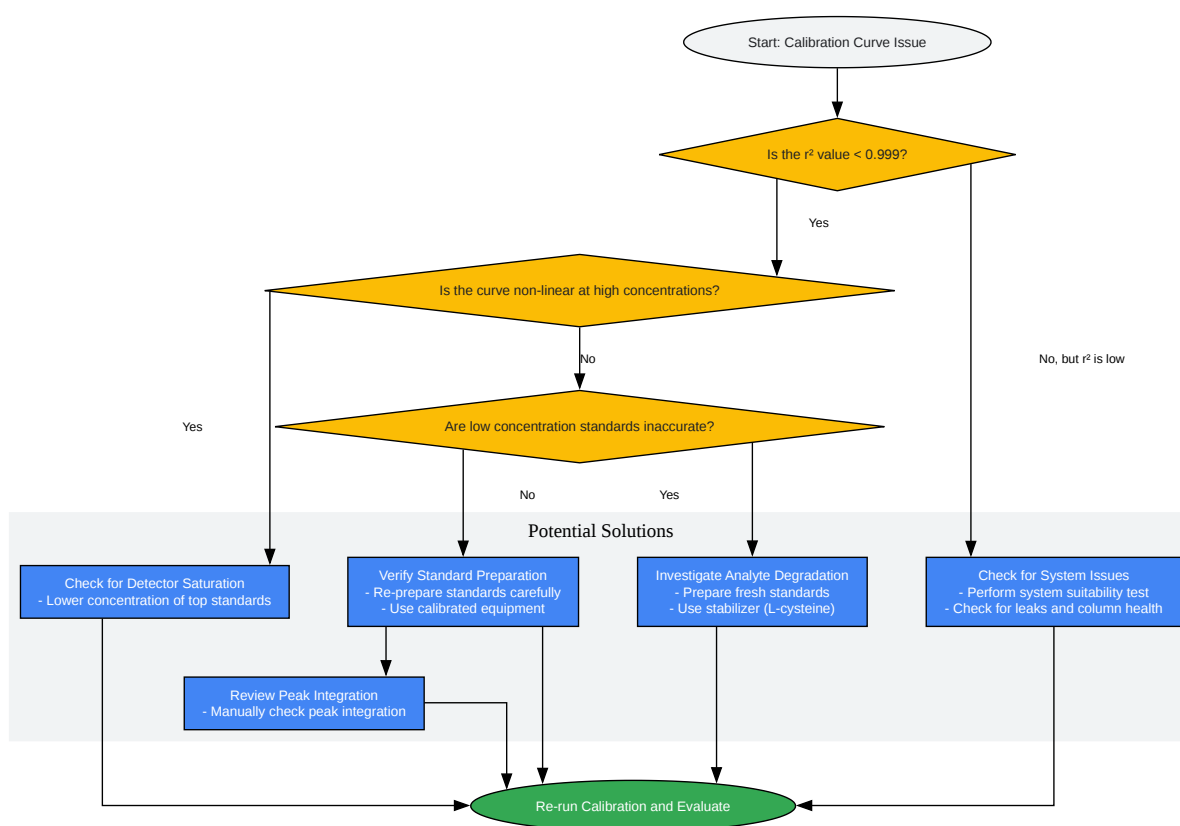 Start: Calibration Curve Issue
Is the r² value < 0.999?
Yes
Is the curve non-linear at high concentrations?
No
No, but r² is low
Yes
Are low concentration standards inaccurate?
No
Yes
Potential Solutions
Check for Detector Saturation
- Lower concentration of top standards
Verify Standard Preparation
- Re-prepare standards carefully
- Use calibrated equipment
Investigate Analyte Degradation
- Prepare fresh standards
- Use stabilizer (L-cysteine)
Check for System Issues
- Perform system suitability test
- Check for leaks and column health
Review Peak Integration
- Manually check peak integration
Re-run Calibration and Evaluate